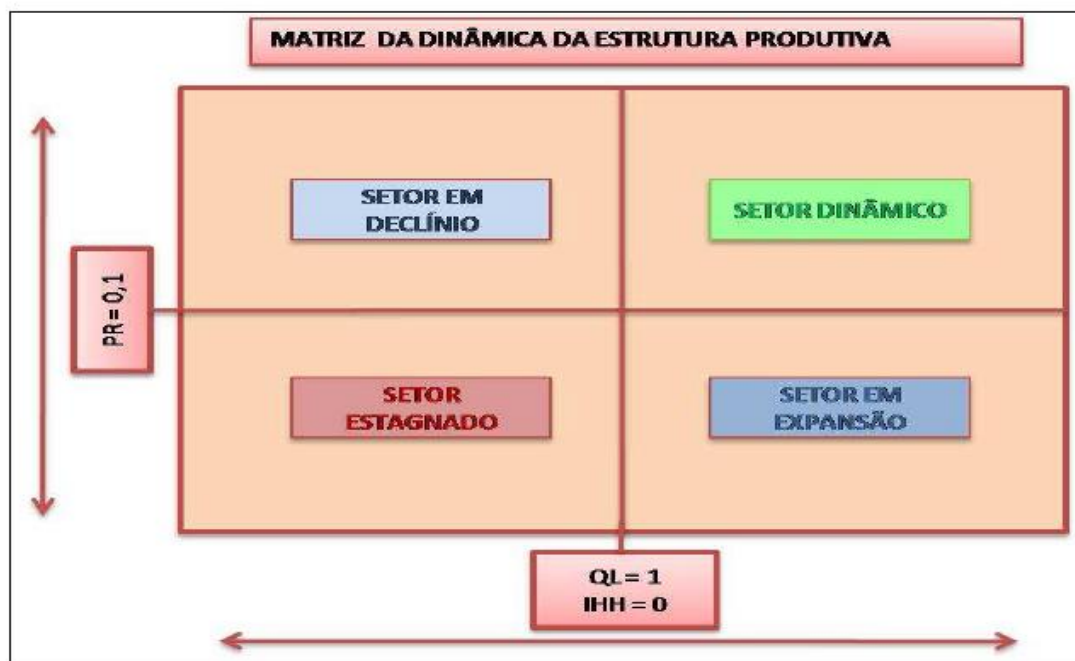 MATRIZ DA DINÂMICA DA ESTRUTURA PRODUTIVA
SETOR EM
DECLÍNIO
SETOR DINÂMICO
PR = 0,1
SETOR
ESTAGNADO
SETOR EM
EXPANSÃO
QL = 1
IHH = 0